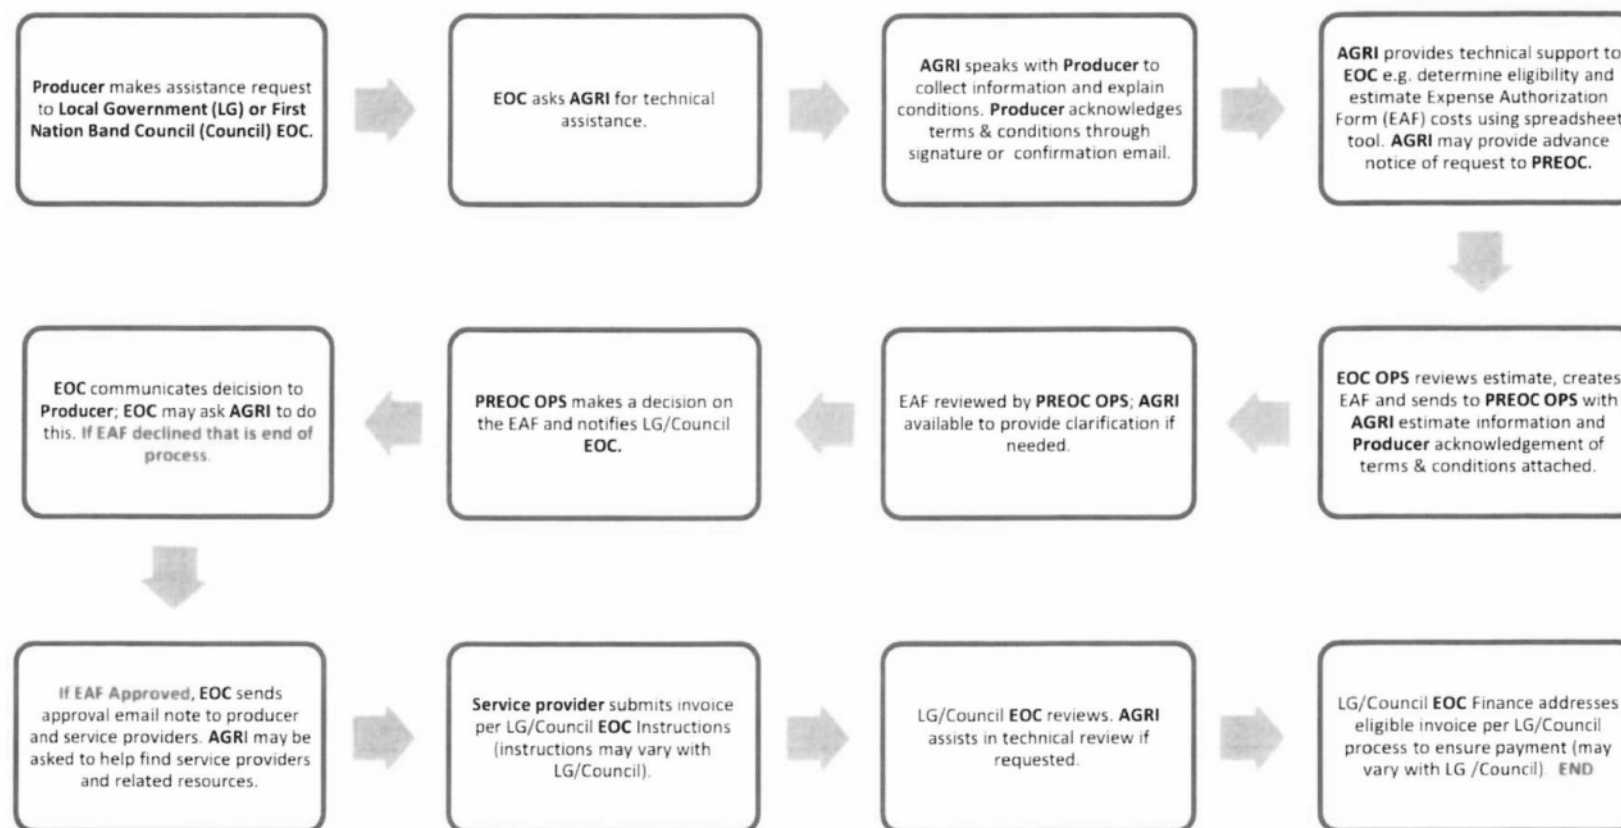 Producer makes assistance request
to Local Government (LG) or First
Nation Band Council (Council) EOC.
EOC asks AGRI for technical
assistance.
AGRI speaks with Producer to
collect information and explain
conditions. Producer acknowledges
terms & conditions through
signature or confirmation email.
AGRI provides technical support to
EOC e.g. determine eligibility and
estimate Expense Authorization
Form (EAF) costs using spreadsheet
tool. AGRI may provide advance
notice of request to PREOC.
EOC OPS reviews estimate, creates
EAF and sends to PREOC OPS with
AGRI estimate information and
Producer acknowledgement of
terms & conditions attached.
EAF reviewed by PREOC OPS; AGRI
available to provide clarification if
needed.
PREOC OPS makes a decision on
the EAF and notifies LG/Council
EOC.
EOC communicates deicision to
Producer; EOC may ask AGRI to do
this. If EAF declined that is end of
process.
If EAF Approved, EOC sends
approval email note to producer
and service providers. AGRI may be
asked to help find service providers
and related resources.
Service provider submits invoice
per LG/Council EOC Instructions
(instructions may vary with
LG/Council).
LG/Council EOC reviews. AGRI
assists in technical review if
requested.
LG/Council EOC Finance addresses
eligible invoice per LG/Council
process to ensure payment (may
vary with LG /Council). END